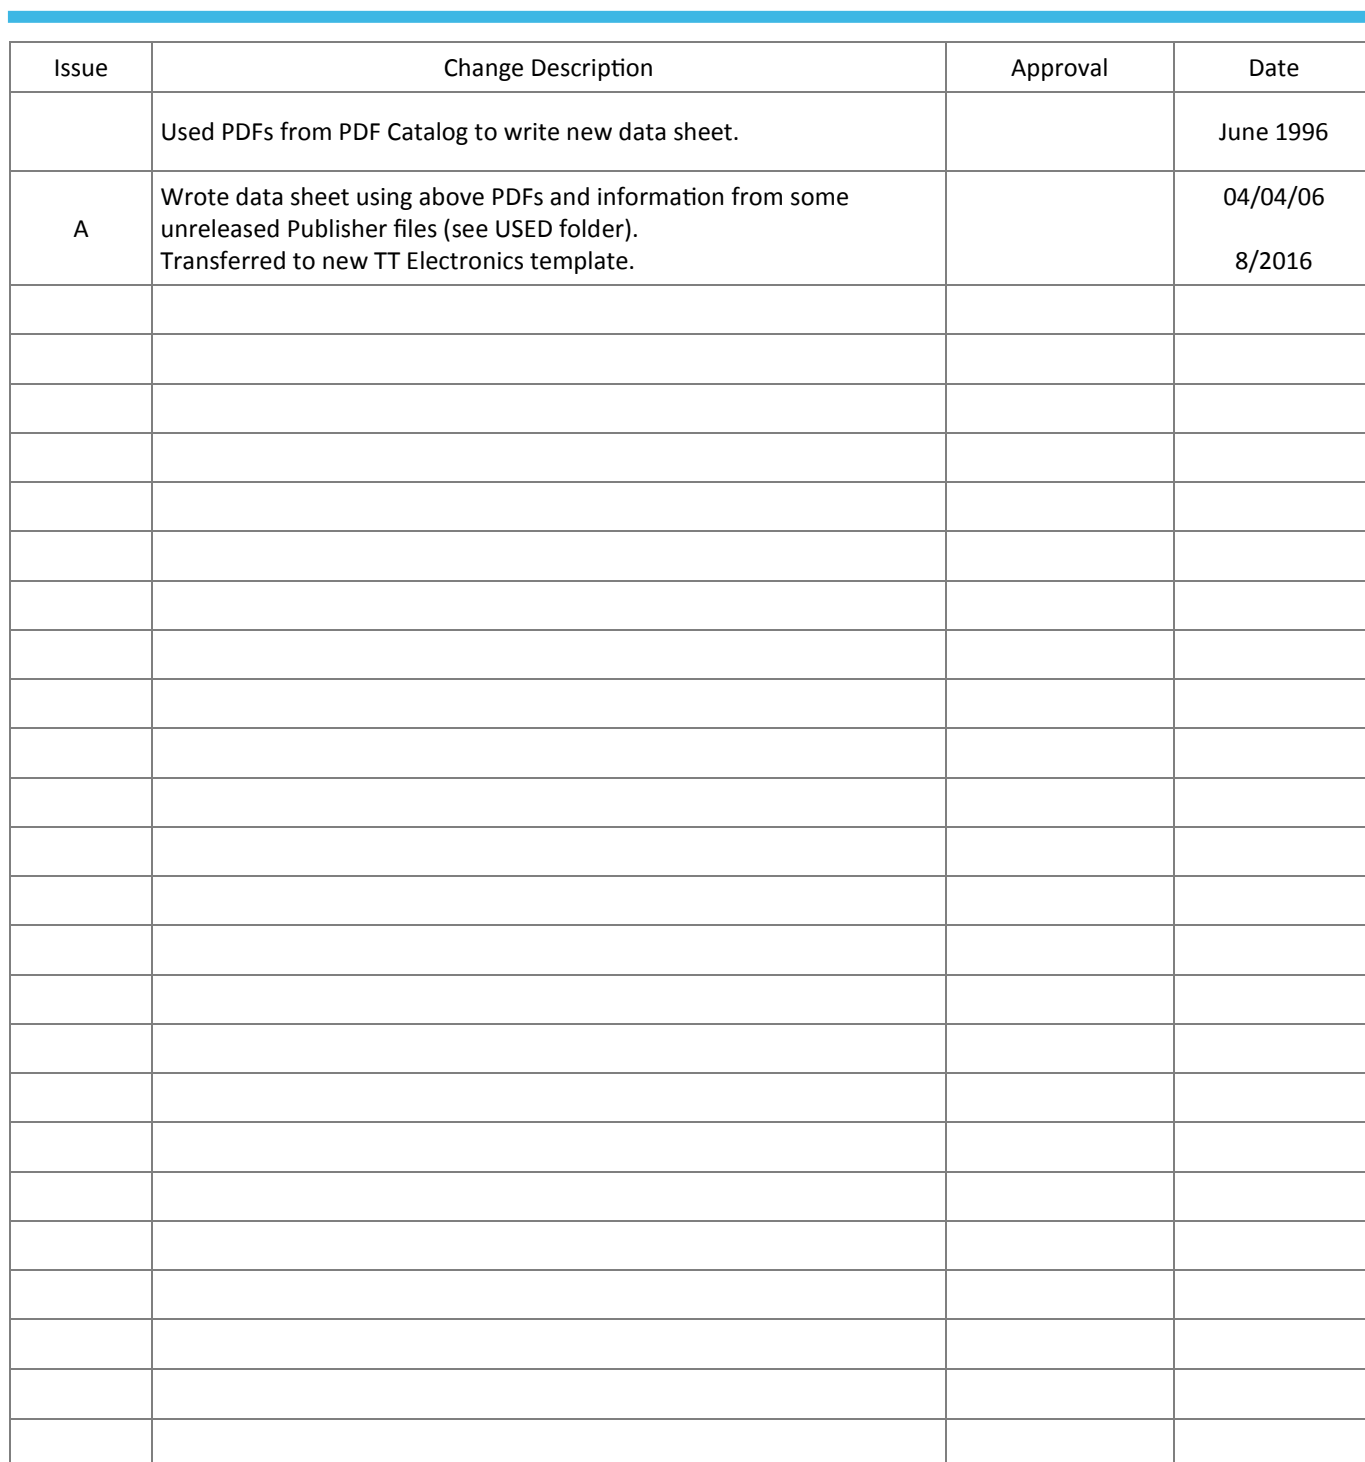 Issue Change Description Approval Date
Used PDFs from PDF Catalog to write new data sheet. June 1996
Wrote data sheet using above PDFs and information from some 04/04/06
A unreleased Publisher files (see USED folder).
Transferred to new TT Electronics template. 8/2016